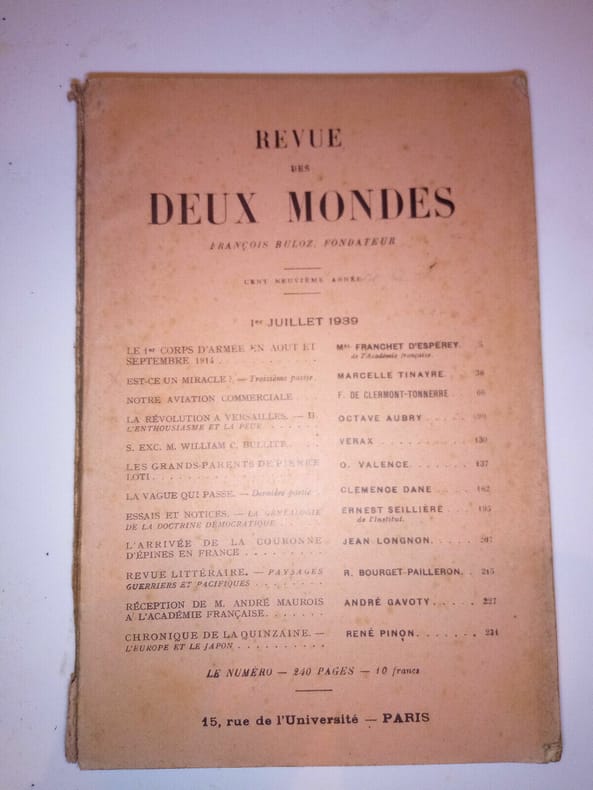 REVUE
DES
DEUX MONDES
FRANÇOIS BULOZ, FONDATEUR
CENT NEUVIÈME ANNÉE
1er JUILLET 1939
LE 1er CORPS D'ARMÉE EN AOUT ET SEPTEMBRE 1914 . . . . . . . . . Mal FRANCHET D'ESPÈREY. 5
de l'Académie française.
EST-CE UN MIRACLE? — Troisième partie. MARCELLE TINAYRE.
NOTRE AVIATION COMMERCIALE . . . F. DE CLERMONT-TONNERRE 66
LA RÉVOLUTION A VERSAILLES. — II. L'ENTHOUSIASME ET LA PEUR . . . . . . OCTAVE AUBRY . . . . .
S. EXC. M. WILLIAM C. BULLITT. . . . VERAX . . . . . . . . . 130
LES GRANDS-PARENTS DE PIERRE LOTI . . . . . . . . . O. VALENCE. . . . . . . 137
LA VAGUE QUI PASSE. — Dernière partie CLEMENCE DANE . . . . 162
ESSAIS ET NOTICES. — LA GÉNÉALOGIE DE LA DOCTRINE DÉMOCRATIQUE . . . . ERNEST SEILLIÈRE . . . 195
de l'Institut.
L'ARRIVÉE DE LA COURONNE D'ÉPINES EN FRANCE . . . . . . . . JEAN LONGNON. . . . . 207
REVUE LITTÉRAIRE. — PAYSAGES GUERRIERS ET PACIFIQUES . . . . . . . . R. BOURGET-PAILLERON. . 215
RÉCEPTION DE M. ANDRÉ MAUROIS A L'ACADÉMIE FRANÇAISE. . . . . . ANDRÉ GAVOTY. . . . . 227
CHRONIQUE DE LA QUINZAINE. — L'EUROPE ET LE JAPON . . . . . . . . . . RENÉ PINON. . . . . . . 234
LE NUMÉRO — 240 PAGES — 10 francs
15, rue de l'Université — PARIS